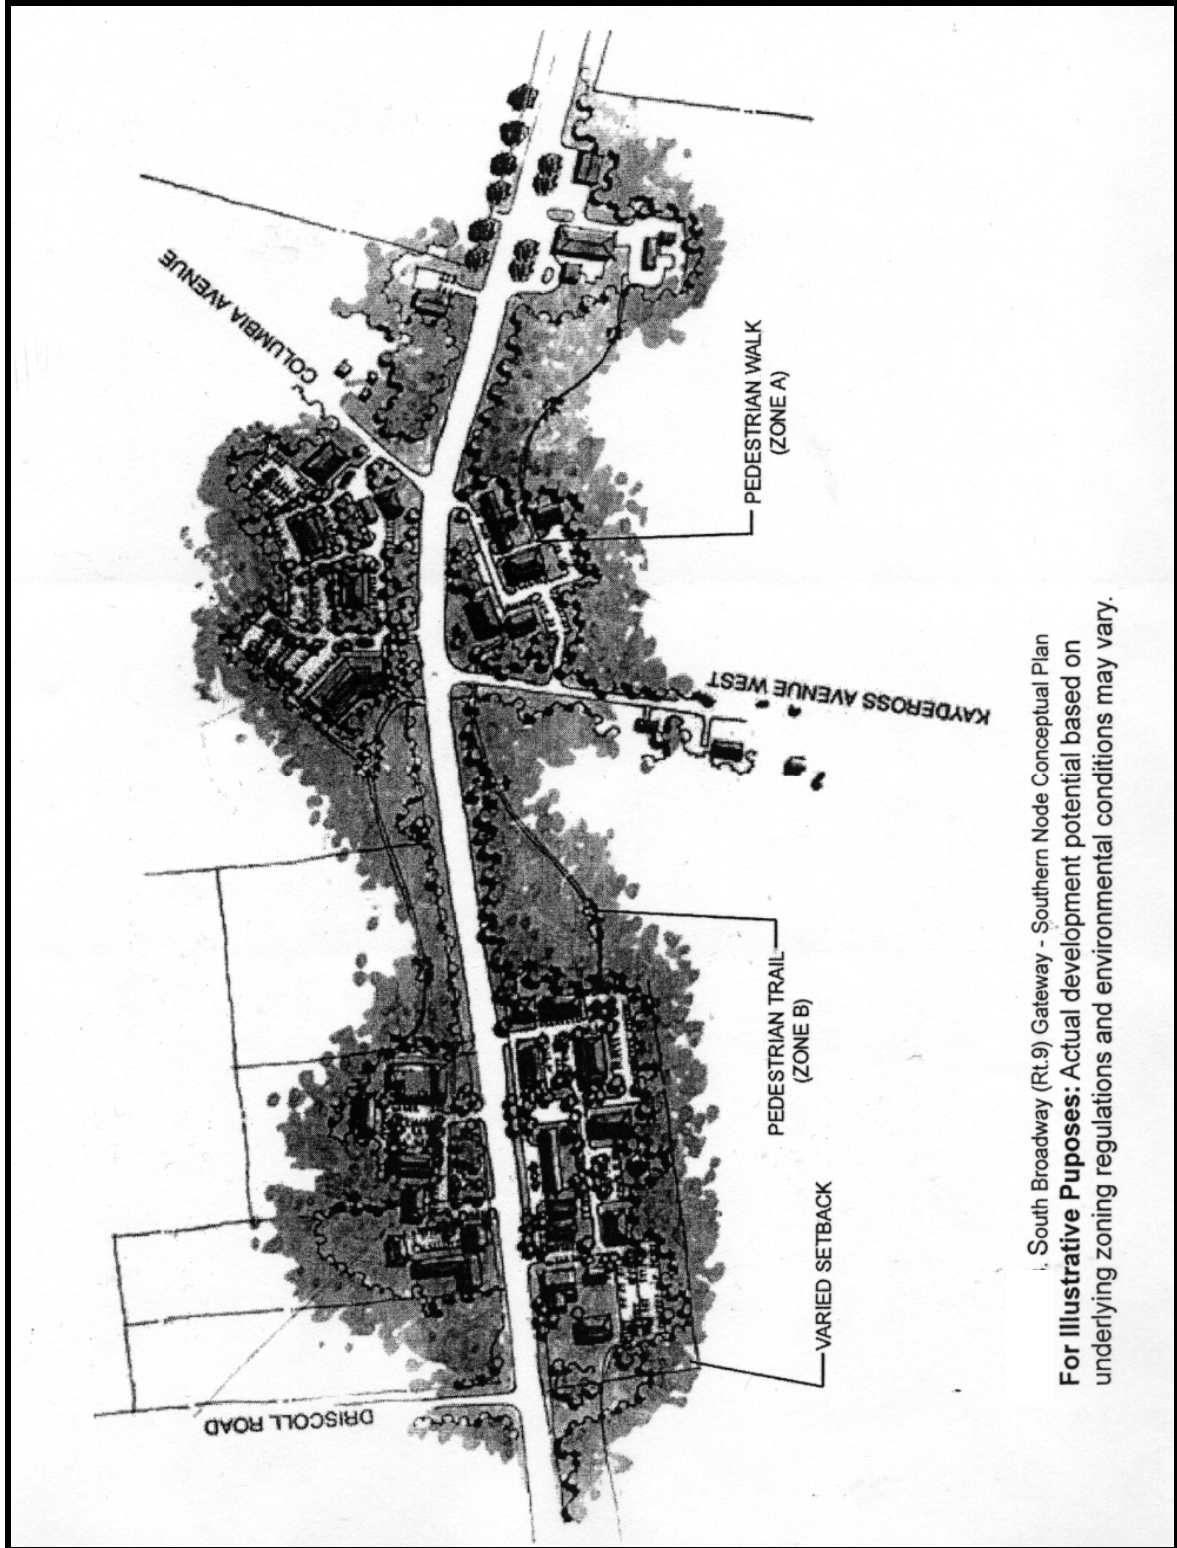 COLUMBIA AVENUE
PEDESTRIAN WALK
(ZONE A)
KAYDEROSS AVENUE WEST
PEDESTRIAN TRAIL
(ZONE B)
VARIED SETBACK
DRISCOLL ROAD
South Broadway (Rt.9) Gateway - Southern Node Conceptual Plan
For Illustrative Puposes: Actual development potential based on
underlying zoning regulations and environmental conditions may vary.